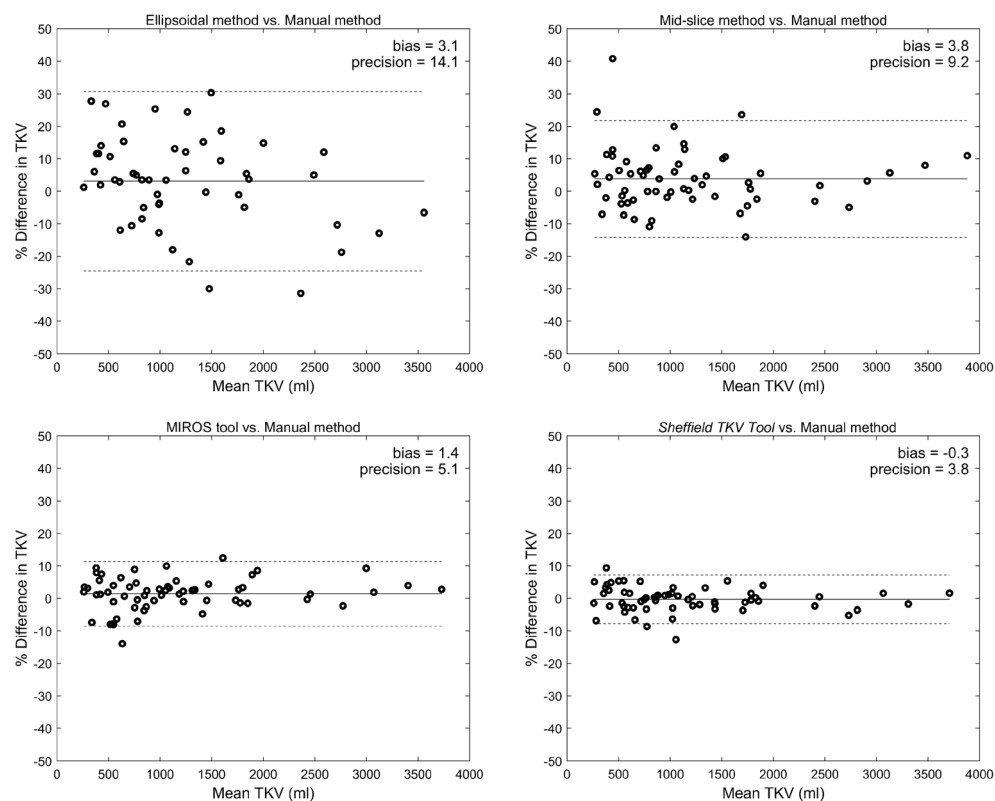 Ellipsoidal method vs. Manual method
bias = 3.1
precision = 14.1
50
40
30
20
10
0
-10
-20
-30
-40
-50
% Difference in TKV
0 500 1000 1500 2000 2500 3000 3500 4000
Mean TKV (ml)
Mid-slice method vs. Manual method
bias = 3.8
precision = 9.2
50
40
30
20
10
0
-10
-20
-30
-40
-50
% Difference in TKV
0 500 1000 1500 2000 2500 3000 3500 4000
Mean TKV (ml)
MIROS tool vs. Manual method
bias = 1.4
precision = 5.1
50
40
30
20
10
0
-10
-20
-30
-40
-50
% Difference in TKV
0 500 1000 1500 2000 2500 3000 3500 4000
Mean TKV (ml)
Sheffield TKV Tool vs. Manual method
bias = -0.3
precision = 3.8
50
40
30
20
10
0
-10
-20
-30
-40
-50
% Difference in TKV
0 500 1000 1500 2000 2500 3000 3500 4000
Mean TKV (ml)